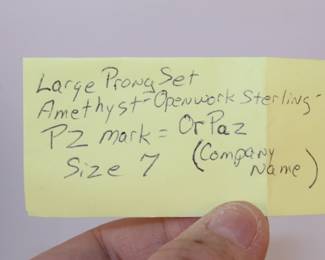 Large Prong Set
Amethyst - Openwork Sterling -
PZ mark = Or Paz
Size 7 (Company Name)